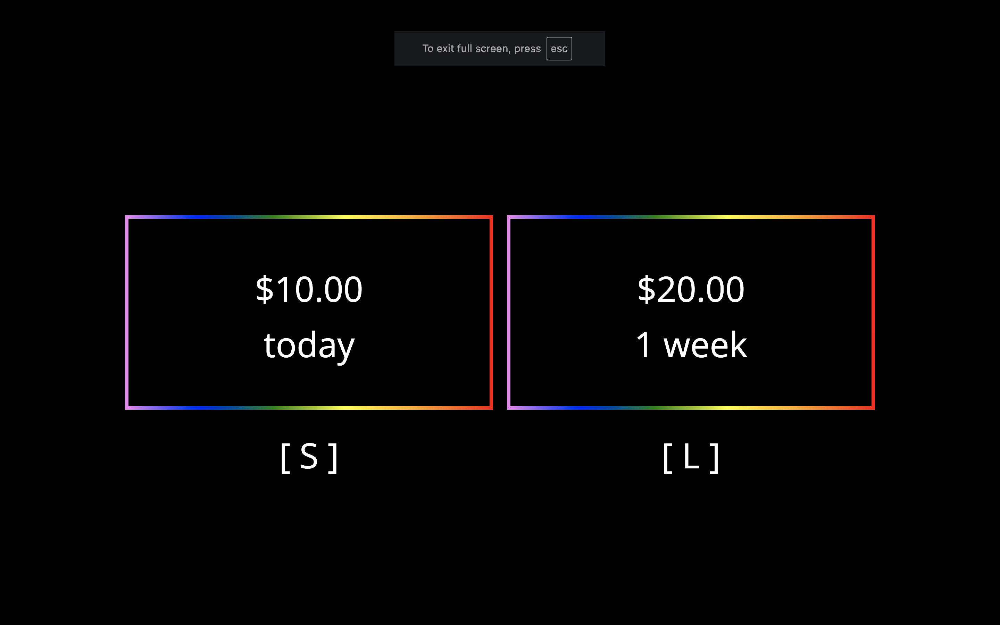 To exit full screen, press esc
$10.00
today
[ S ]
$20.00
1 week
[ L ]